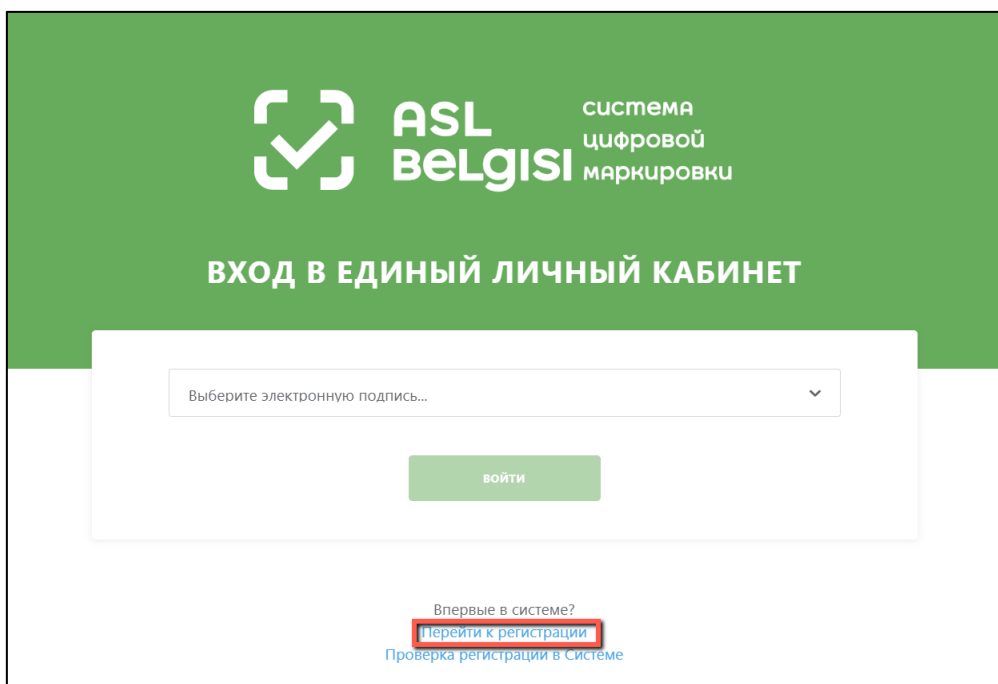 ASL
BELGISI
система
цифровой
маркировки
ВХОД В ЕДИНЫЙ ЛИЧНЫЙ КАБИНЕТ
Выберите электронную подпись...
ВОЙТИ
Впервые в системе?
Перейти к регистрации
Проверка регистрации в Системе